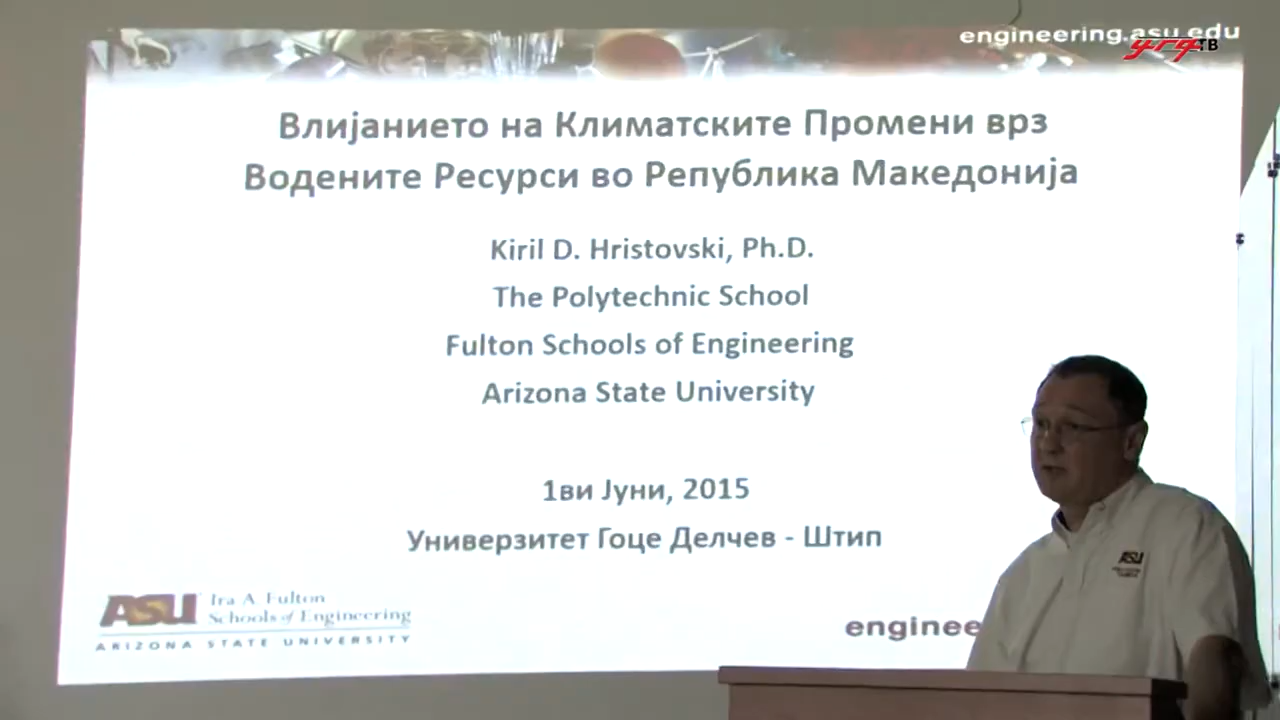 engineering.asu.edu
угдТВ
Влијанието на Климатските Промени врз
Водените Ресурси во Република Македонија
Kiril D. Hristovski, Ph.D.
The Polytechnic School
Fulton Schools of Engineering
Arizona State University
1ви Јуни, 2015
Универзитет Гоце Делчев - Штип
ASU Ira A. Fulton
Schools of Engineering
ARIZONA STATE UNIVERSITY
enginee
ASU